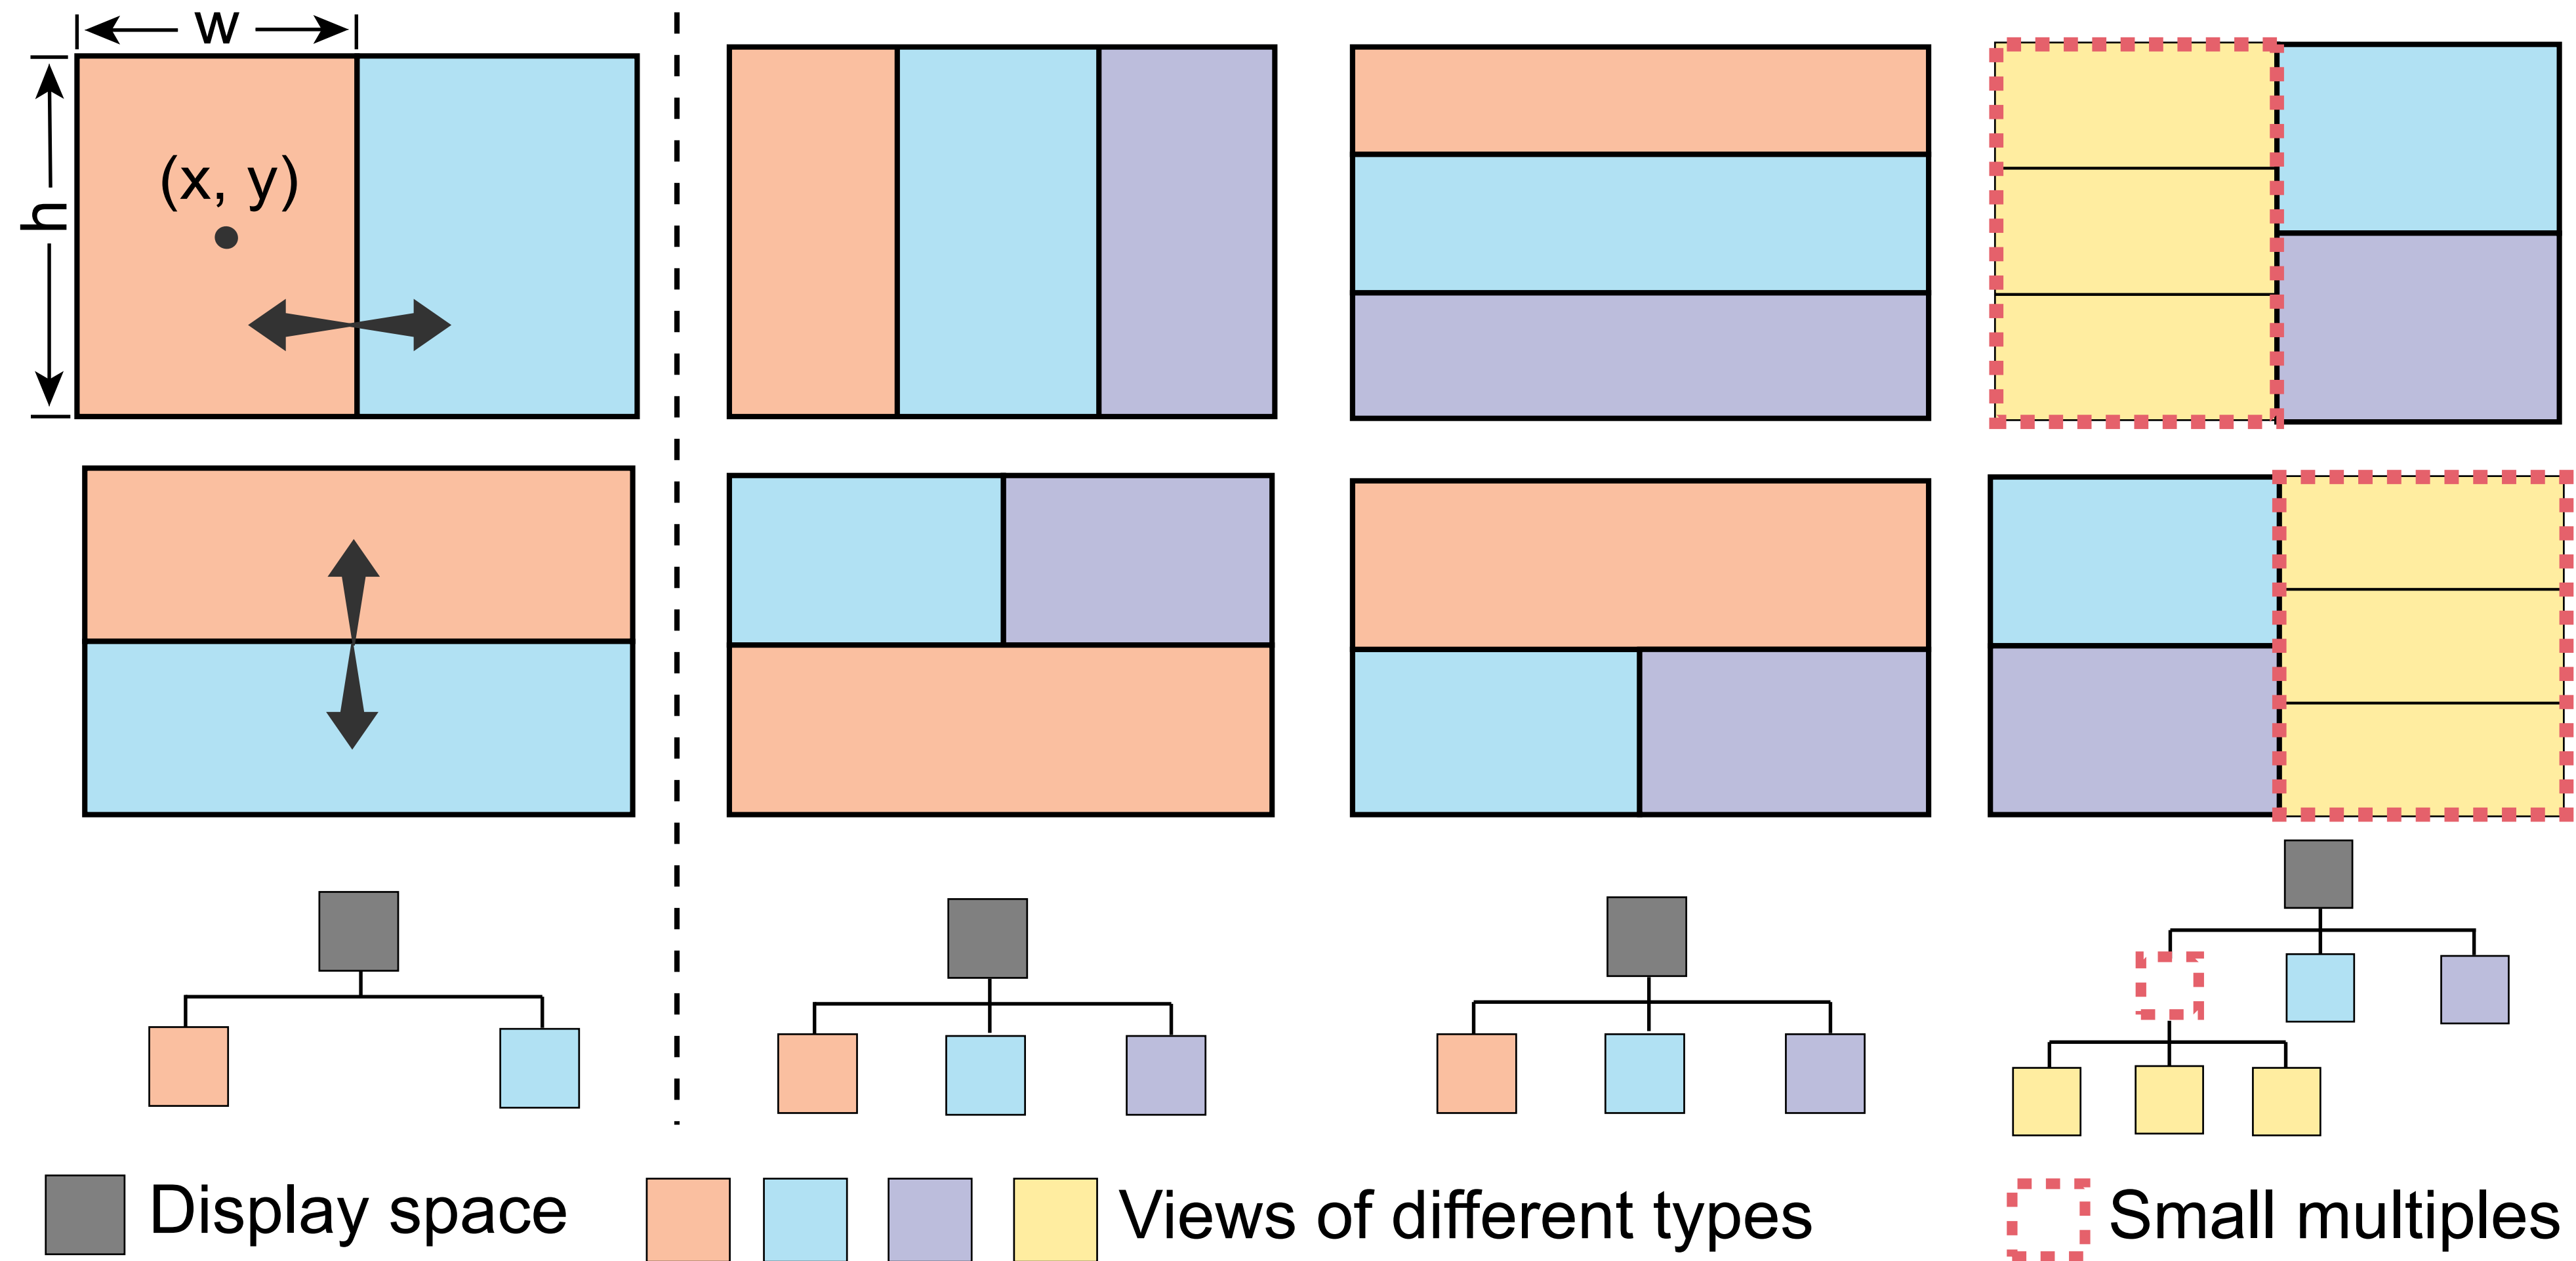 w
h
(x, y)
Display space
Views of different types
Small multiples